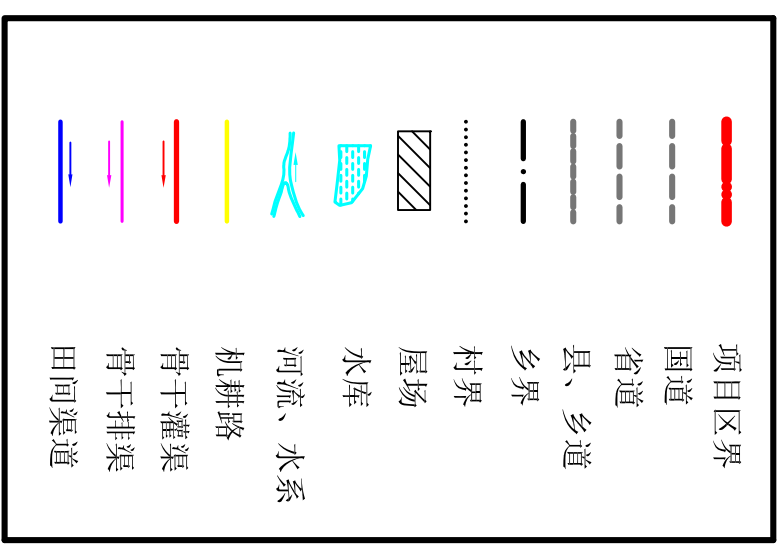 项目区界
国道
省道
县、乡道
乡界
村界
屋场
水库
河流、水系
机耕路
骨干灌渠
骨干排渠
田间渠道